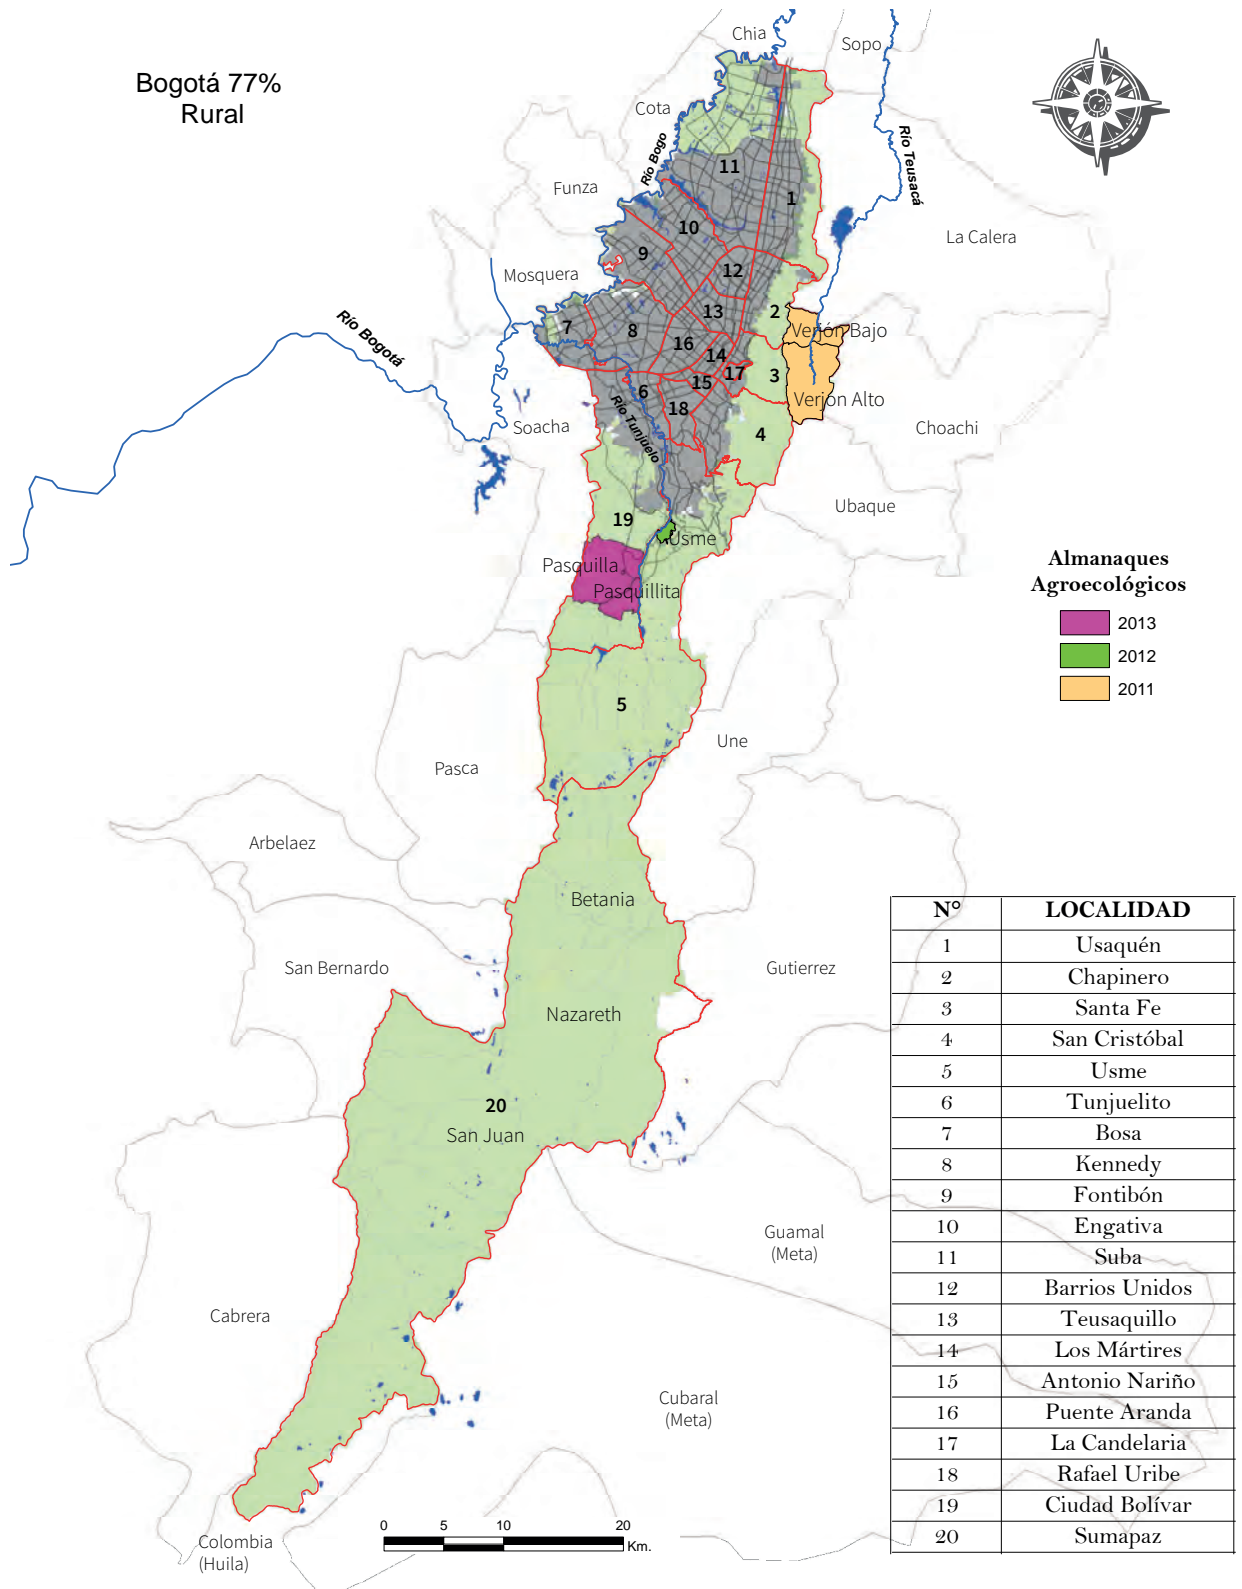 Bogotá 77%
Rural
Chia
Sopo
Cota
Río Bogo
Río Teusacá
Funza
11
1
La Calera
10
9
12
Mosquera
Río Bogotá
2
13
Verjón Bajo
7
8
16
14
17
3
15
6
18
Verjón Alto
Río Tunjuelo
Soacha
4
Choachi
Ubaque
19
Usme
Pasquilla
Pasquillita
Almanaques
Agroecológicos
2013
2012
2011
5
Une
Pasca
Arbelaez
Betania
San Bernardo
Gutierrez
Nazareth
20
San Juan
Guamal
(Meta)
Cabrera
Cubaral
(Meta)
Colombia
(Huila)
0 5 10 20
Km.
N° LOCALIDAD
1 Usaquén
2 Chapinero
3 Santa Fe
4 San Cristóbal
5 Usme
6 Tunjuelito
7 Bosa
8 Kennedy
9 Fontibón
10 Engativa
11 Suba
12 Barrios Unidos
13 Teusaquillo
14 Los Mártires
15 Antonio Nariño
16 Puente Aranda
17 La Candelaria
18 Rafael Uribe
19 Ciudad Bolívar
20 Sumapaz